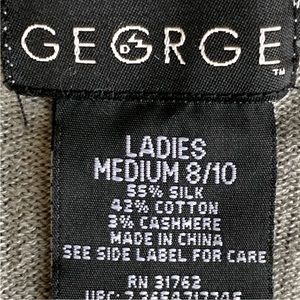 GEORGE
TM
LADIES
MEDIUM 8/10
55% SILK
42% COTTON
3% CASHMERE
MADE IN CHINA
SEE SIDE LABEL FOR CARE
RN 31762